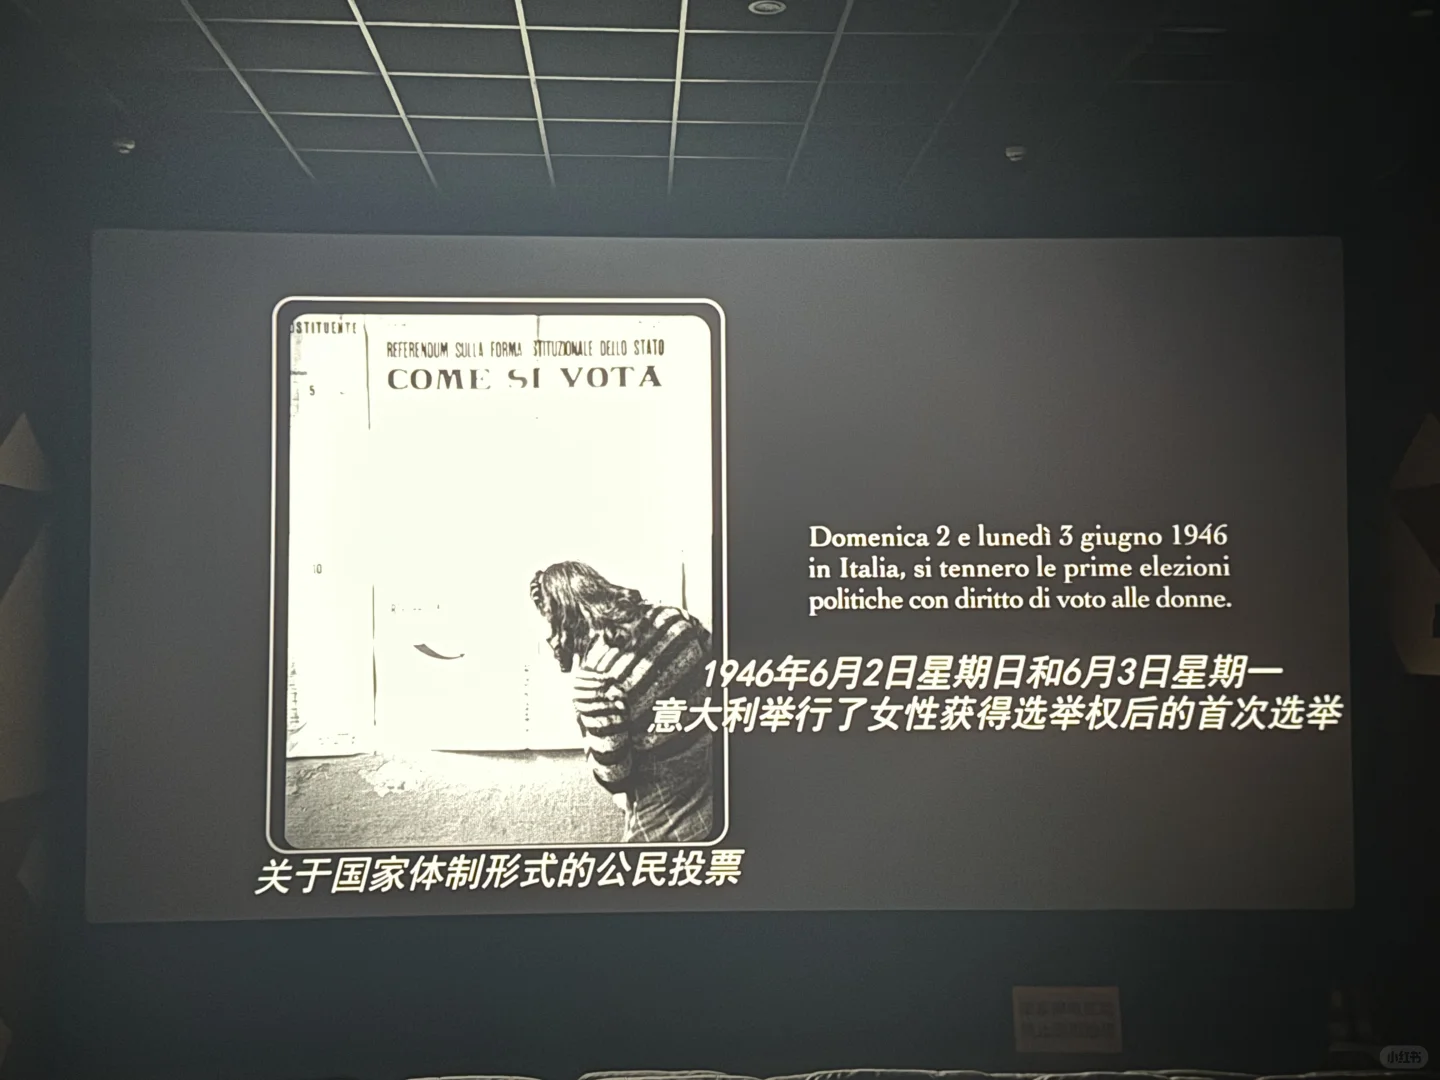 OSTITUENTE
REFERENDUM SULLA FORMA ISTITUZIONALE DELLO STATO
COME SI VOTA
5
10
Domenica 2 e lunedì 3 giugno 1946
in Italia, si tennero le prime elezioni
politiche con diritto di voto alle donne.
1946年6月2日星期日和6月3日星期一
意大利举行了女性获得选举权后的首次选举
关于国家体制形式的公民投票
小红书